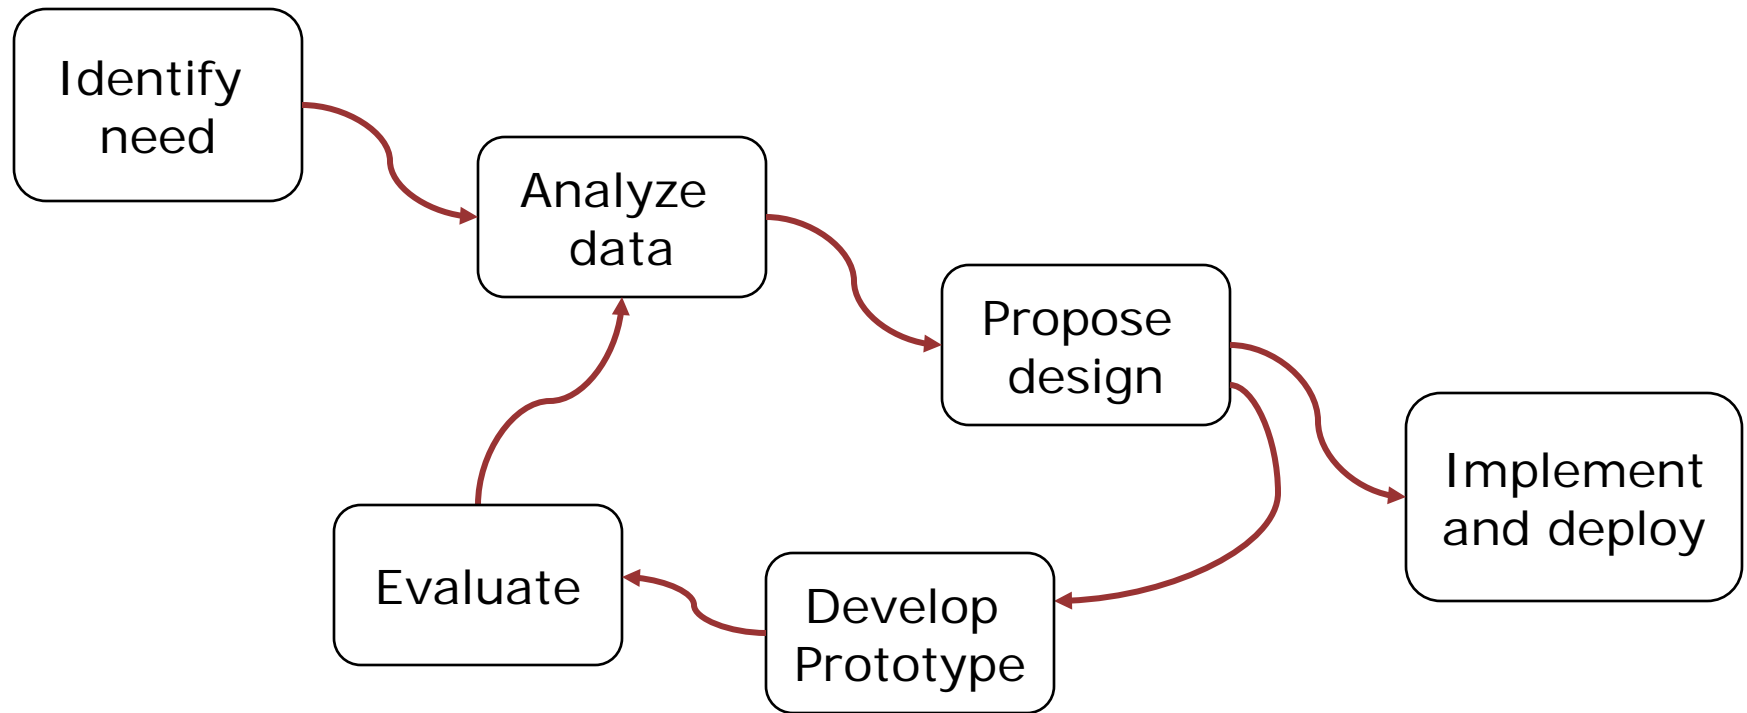 Identify
need
Analyze
data
Propose
design
Implement
and deploy
Evaluate
Develop
Prototype